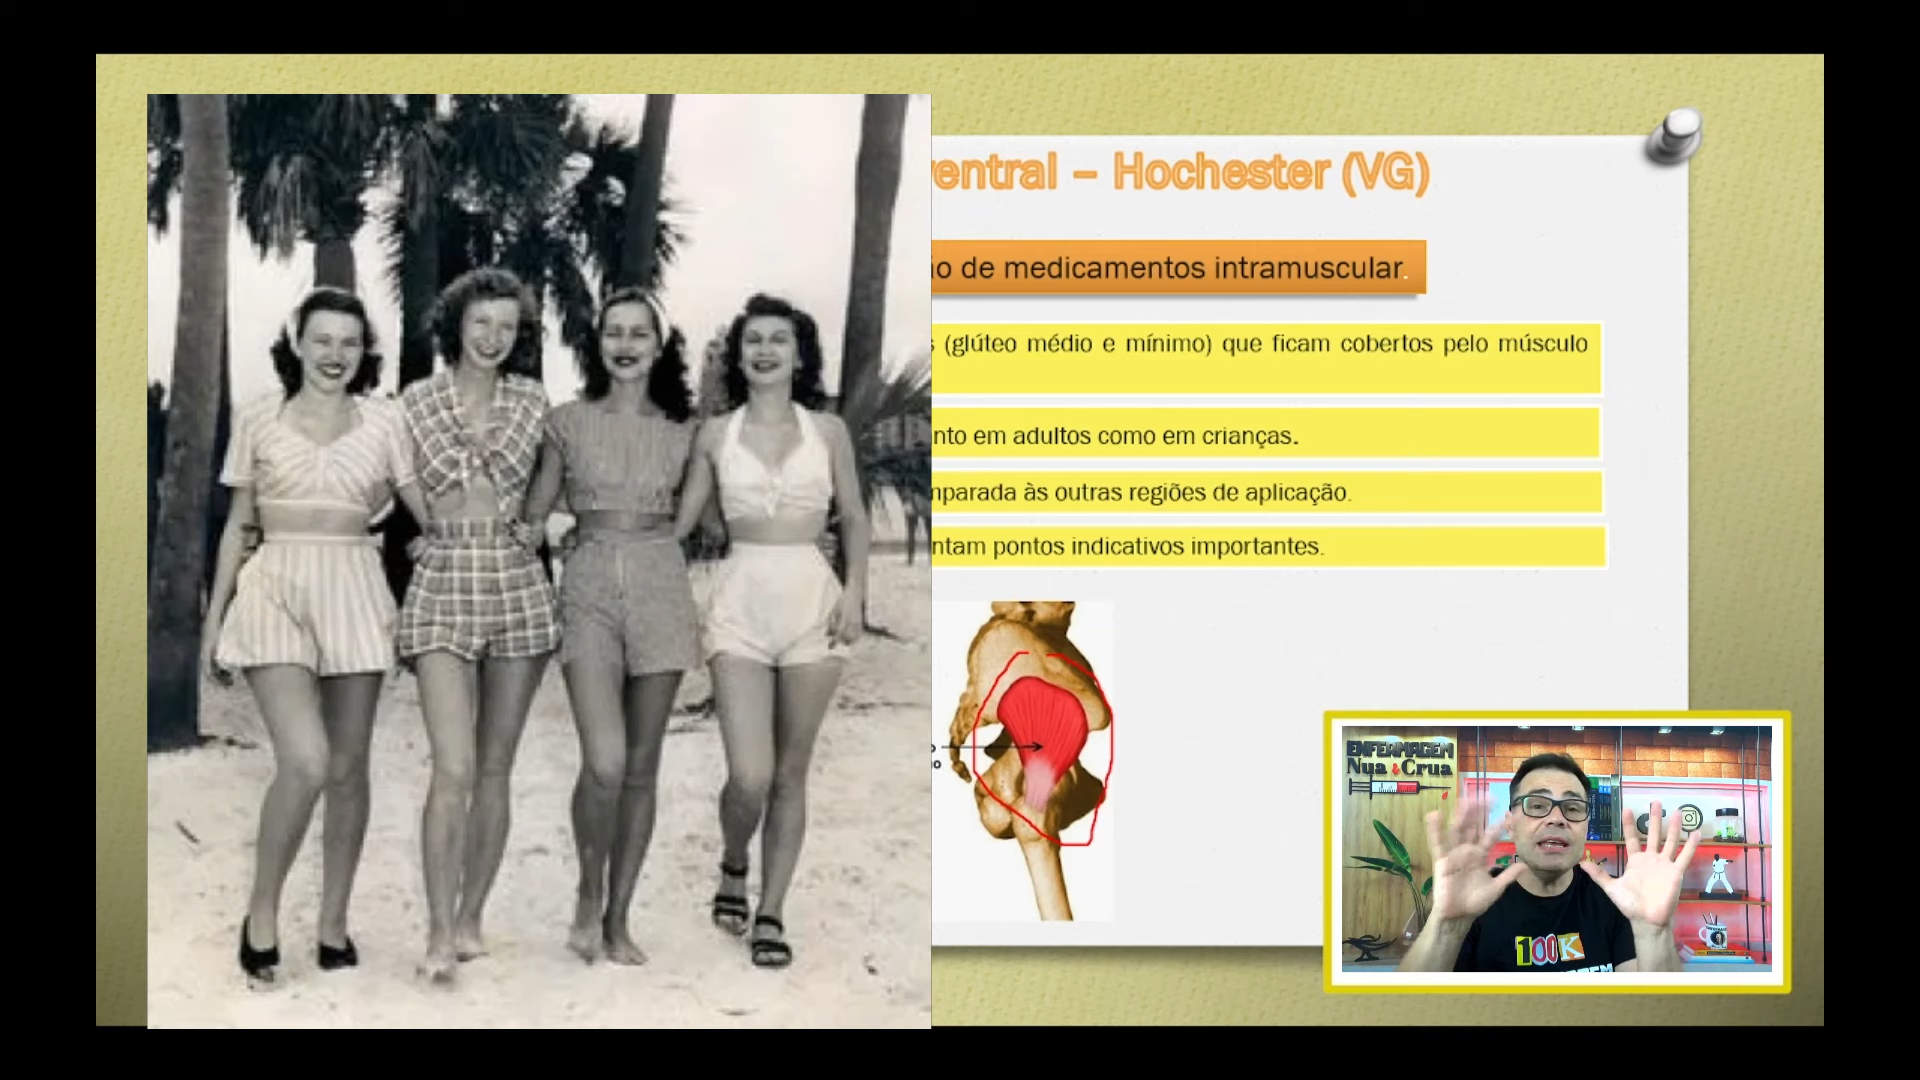 entral – Hochester (VG)
o de medicamentos intramuscular.
(glúteo médio e mínimo) que ficam cobertos pelo músculo
nto em adultos como em crianças.
mparada às outras regiões de aplicação.
ntam pontos indicativos importantes.
ENFERMAGEM
Nua & Crua
100K